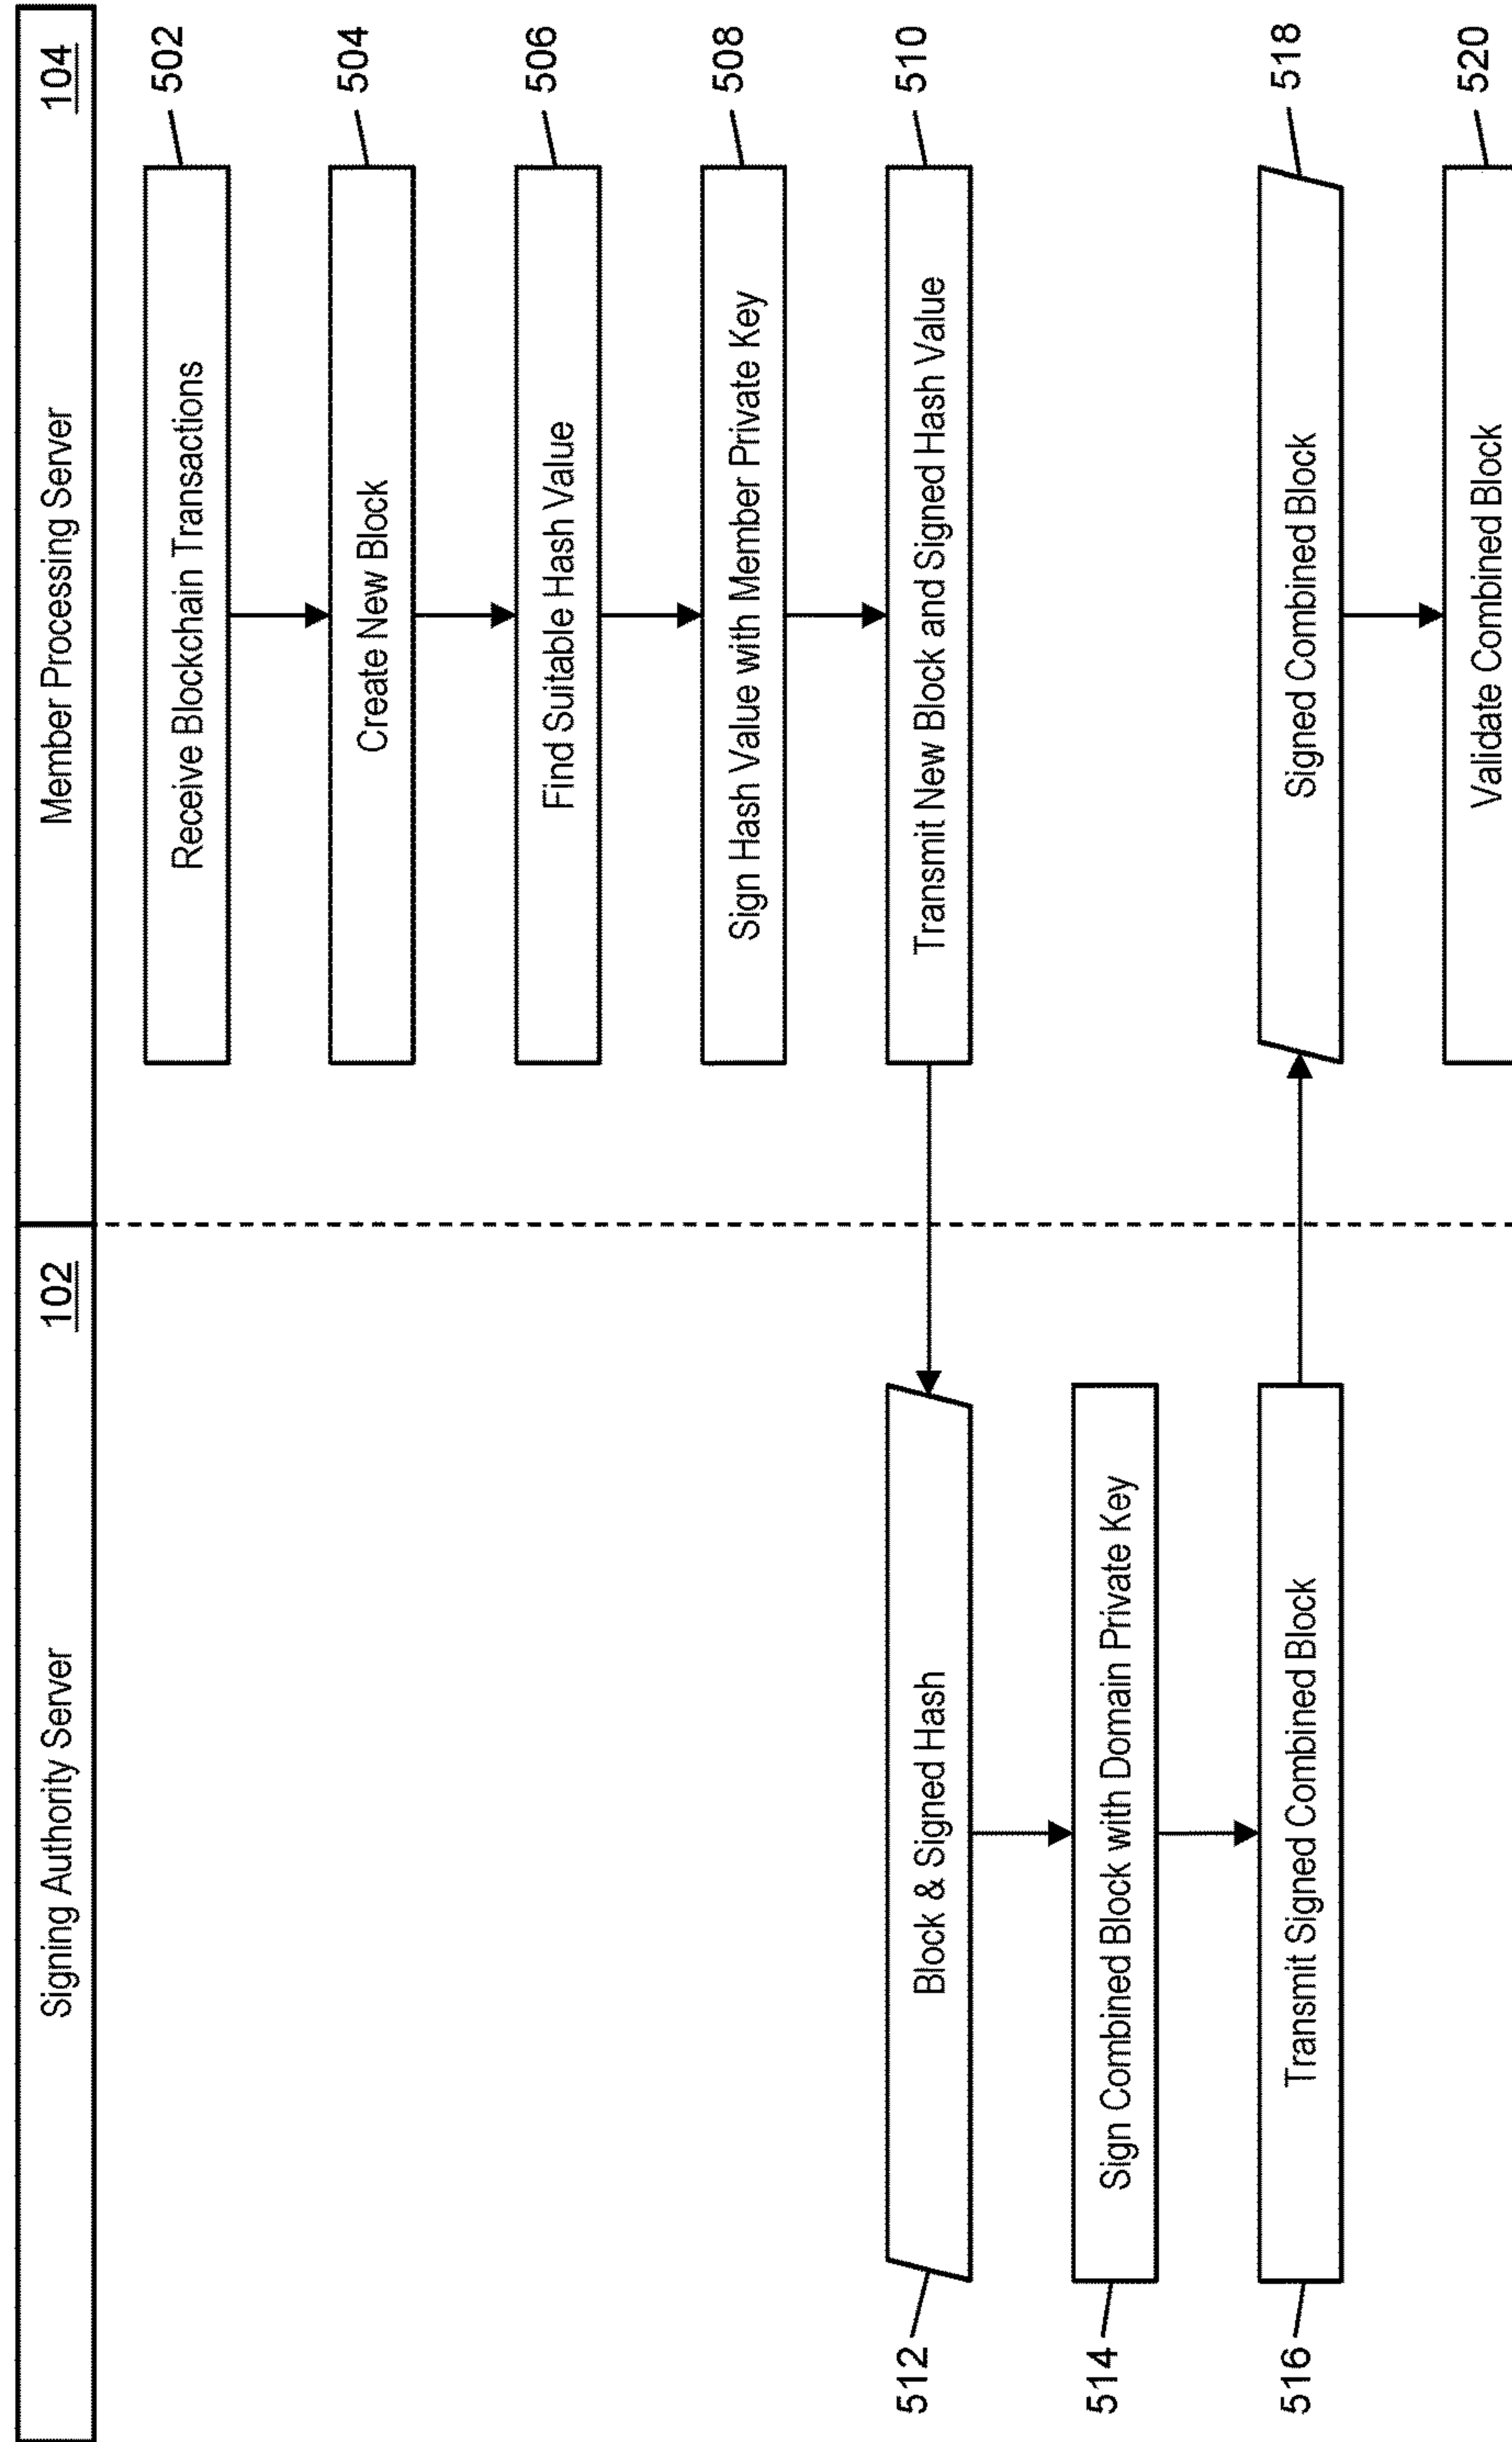 Signing Authority Server
102
Member Processing Server
104
Receive Blockchain Transactions
502
Create New Block
504
Find Suitable Hash Value
506
Sign Hash Value with Member Private Key
508
Transmit New Block and Signed Hash Value
510
512
Block & Signed Hash
514
Sign Combined Block with Domain Private Key
516
Transmit Signed Combined Block
Signed Combined Block
518
Validate Combined Block
520